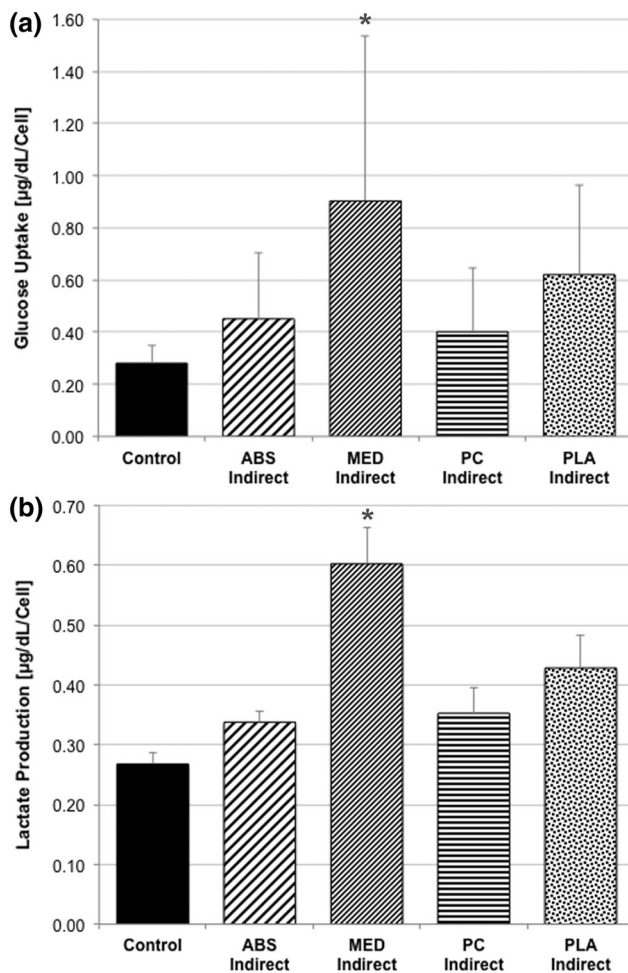 (a)
*
1.60
1.40
1.20
1.00
0.80
0.60
0.40
0.20
0.00
Glucose Uptake [µg/dL/Cell]
Control
ABS Indirect
MED Indirect
PC Indirect
PLA Indirect
(b)
*
0.70
0.60
0.50
0.40
0.30
0.20
0.10
0.00
Lactate Production [µg/dL/Cell]
Control
ABS Indirect
MED Indirect
PC Indirect
PLA Indirect